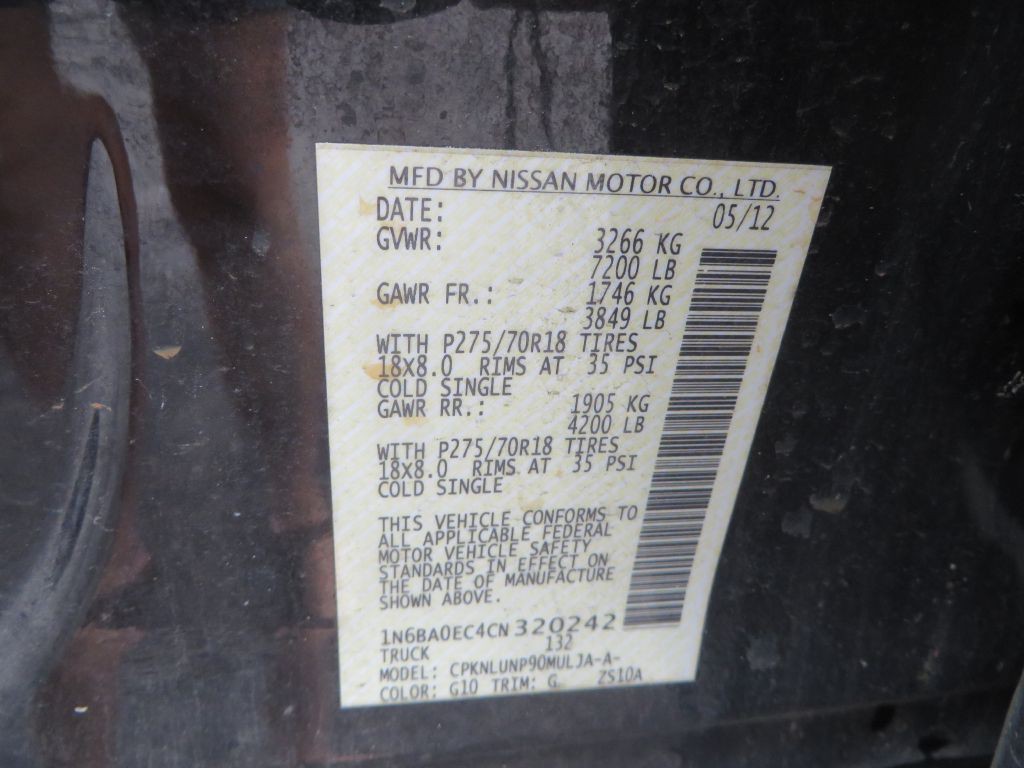 MFD BY NISSAN MOTOR CO., LTD.
DATE: 05/12
GVWR: 3266 KG
7200 LB
GAWR FR.: 1746 KG
3849 LB
WITH P275/70R18 TIRES
18X8.0 RIMS AT 35 PSI
COLD SINGLE
GAWR RR.: 1905 KG
4200 LB
WITH P275/70R18 TIRES
18X8.0 RIMS AT 35 PSI
COLD SINGLE
THIS VEHICLE CONFORMS TO
ALL APPLICABLE FEDERAL
MOTOR VEHICLE SAFETY
STANDARDS IN EFFECT ON
THE DATE OF MANUFACTURE
SHOWN ABOVE.
1N6BA0EC4CN320242
TRUCK 132
MODEL: CPKNLUNP90MULJA-A-
COLOR: G10 TRIM: G ZS10A